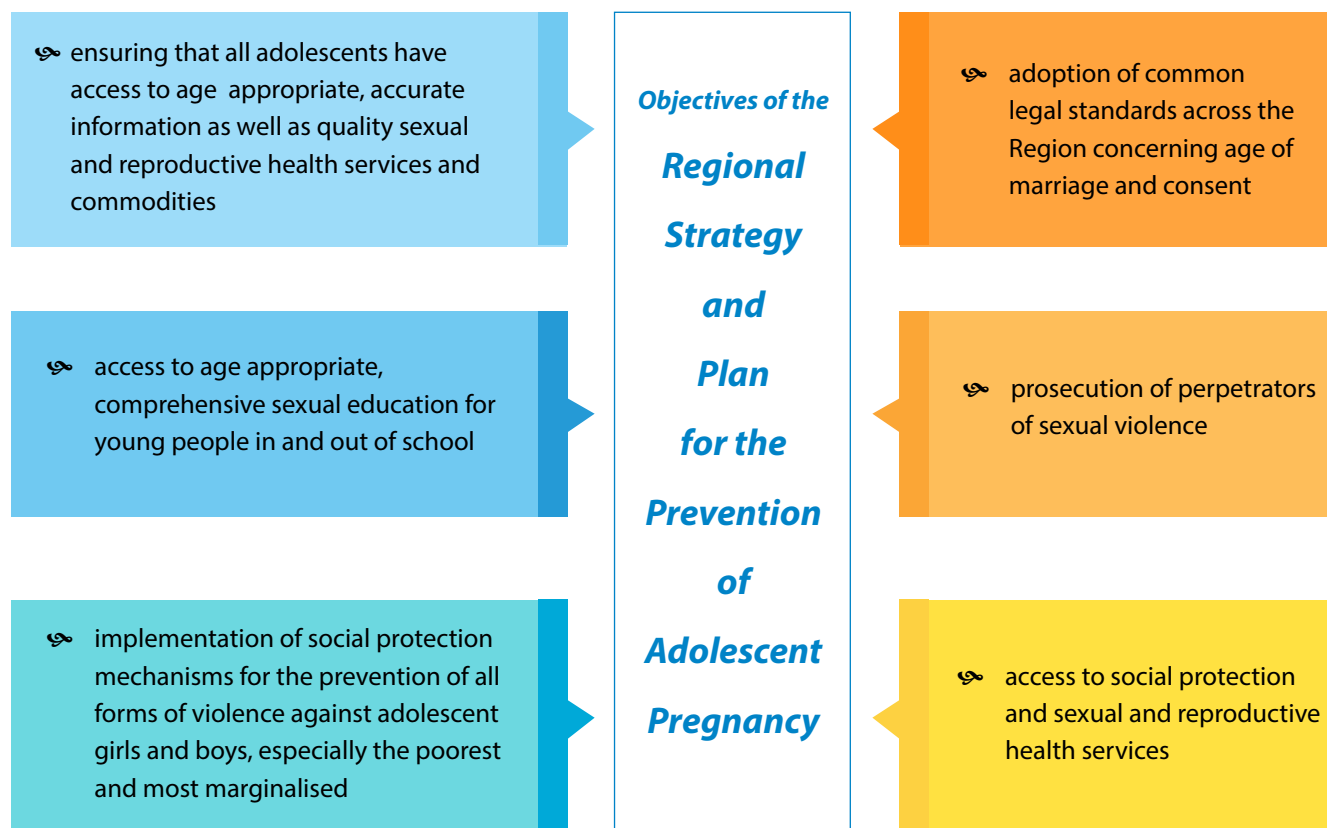 ensuring that all adolescents have
access to age appropriate, accurate
information as well as quality sexual
and reproductive health services and
commodities
access to age appropriate,
comprehensive sexual education for
young people in and out of school
implementation of social protection
mechanisms for the prevention of all
forms of violence against adolescent
girls and boys, especially the poorest
and most marginalised
Objectives of the
Regional
Strategy
and
Plan
for the
Prevention
of
Adolescent
Pregnancy
adoption of common
legal standards across the
Region concerning age of
marriage and consent
prosecution of perpetrators
of sexual violence
access to social protection
and sexual and reproductive
health services